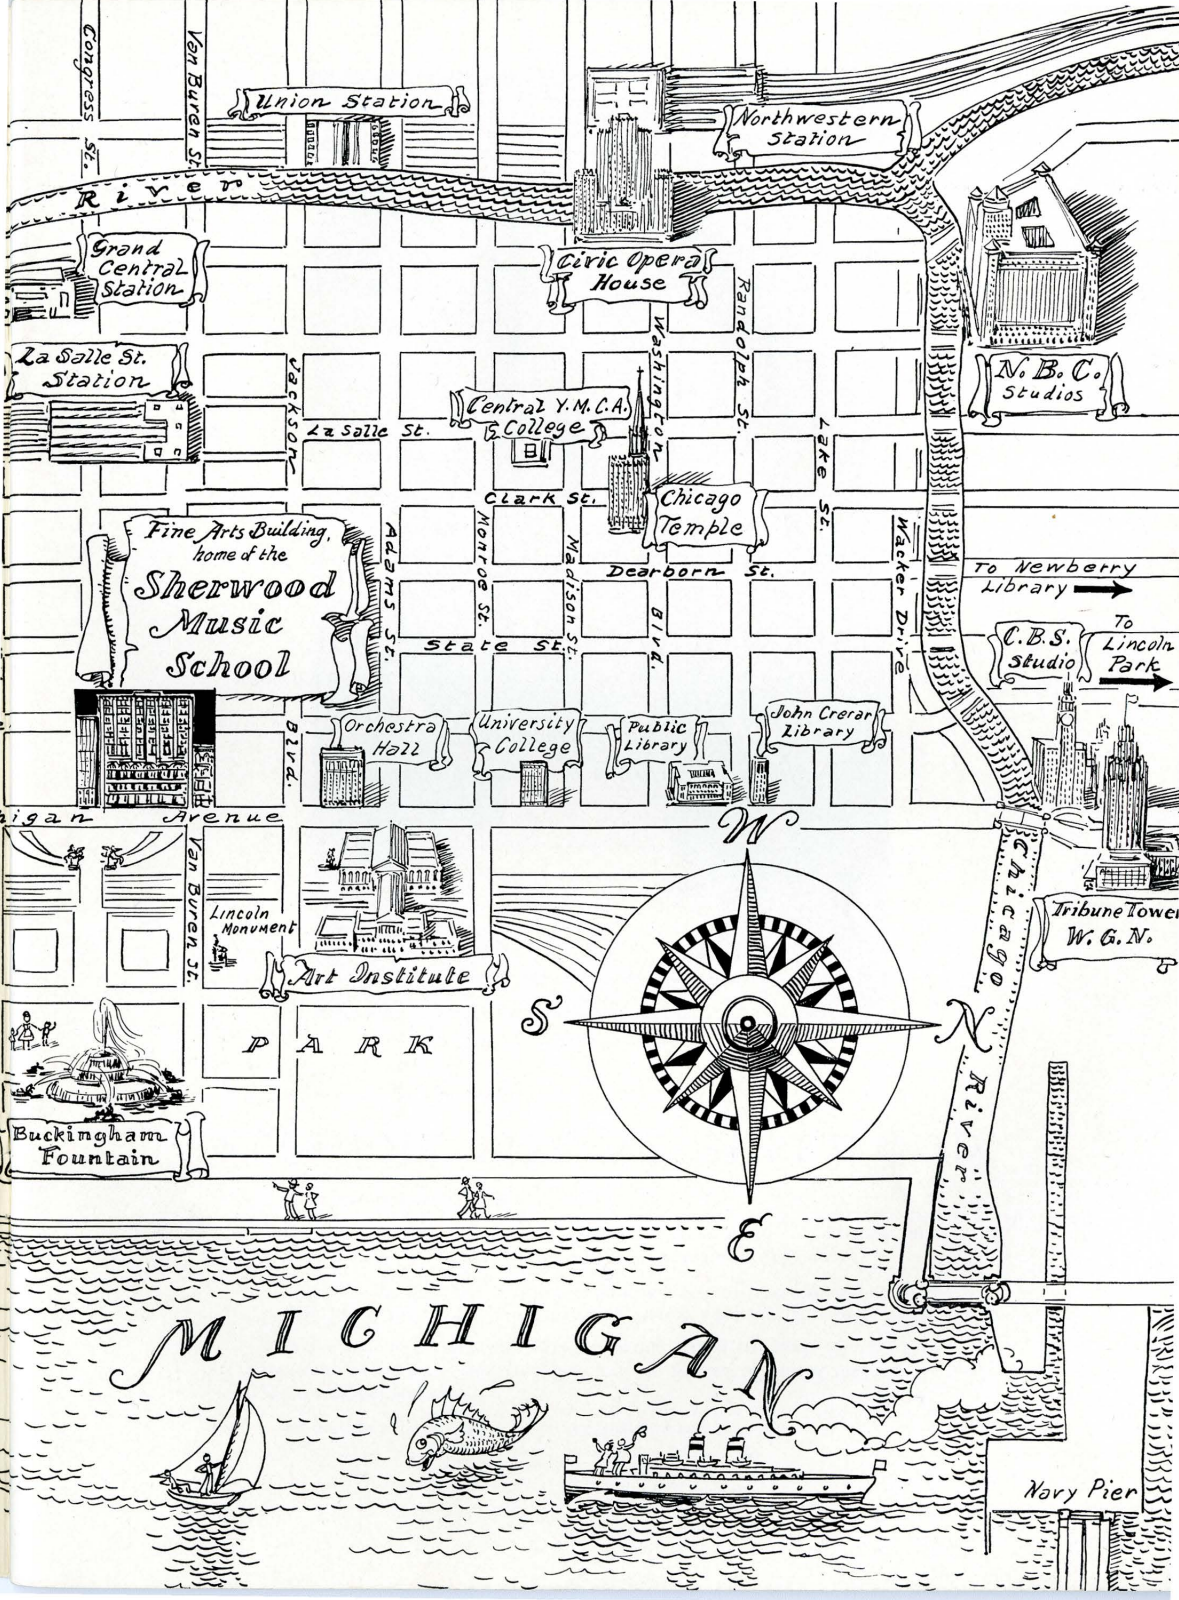 Congress St.
Van Buren St.
Union Station
Northwestern
Station
River
Grand
Central
Station
Civic Opera
House
Randolph St.
Washington
La Salle St.
Station
Jackson
N.B.C.
Studios
Central Y.M.C.A.
College
La Salle St.
Lake St.
Clark St.
Chicago
Temple
Fine Arts Building,
home of the
Sherwood
Music
School
Adams St.
Monroe St.
Madison St.
Dearborn St.
Blvd.
Wacker Drive
To Newberry
Library
State St.
C.B.S.
Studio
To
Lincoln
Park
Blvd.
Orchestra
Hall
University
College
Public
Library
John Crerar
Library
higan Avenue
W
Van Buren St.
Lincoln
Monument
Art Institute
Chicago River
Tribune Tower
W.G.N.
S
N
PARK
Buckingham
Fountain
E
MICHIGAN
Navy Pier